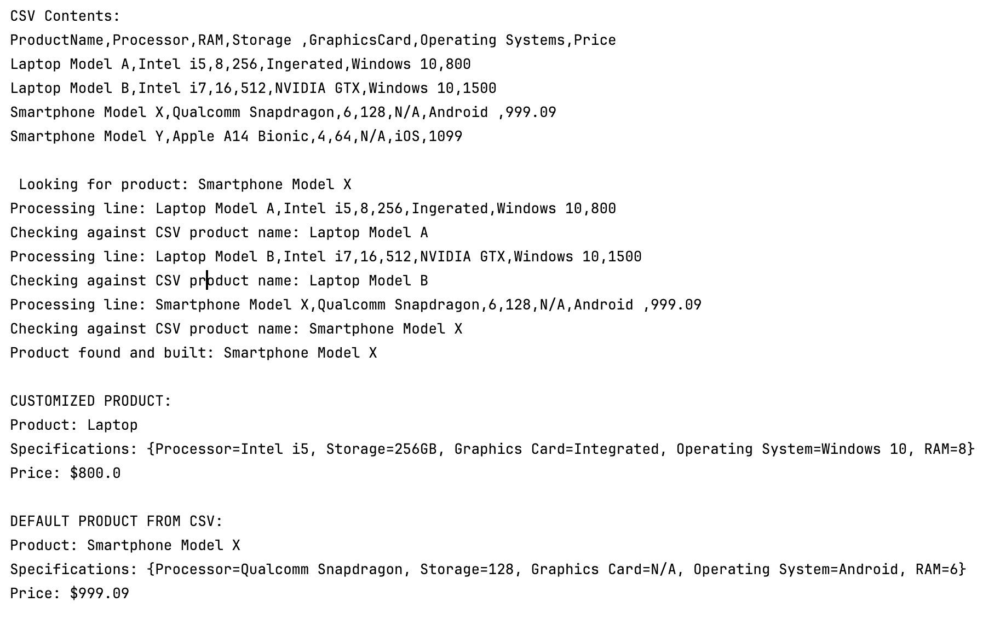 CSV Contents:
ProductName,Processor,RAM,Storage ,GraphicsCard,Operating Systems,Price
Laptop Model A,Intel i5,8,256,Ingerated,Windows 10,800
Laptop Model B,Intel i7,16,512,NVIDIA GTX,Windows 10,1500
Smartphone Model X,Qualcomm Snapdragon,6,128,N/A,Android ,999.09
Smartphone Model Y,Apple A14 Bionic,4,64,N/A,iOS,1099

 Looking for product: Smartphone Model X
Processing line: Laptop Model A,Intel i5,8,256,Ingerated,Windows 10,800
Checking against CSV product name: Laptop Model A
Processing line: Laptop Model B,Intel i7,16,512,NVIDIA GTX,Windows 10,1500
Checking against CSV product name: Laptop Model B
Processing line: Smartphone Model X,Qualcomm Snapdragon,6,128,N/A,Android ,999.09
Checking against CSV product name: Smartphone Model X
Product found and built: Smartphone Model X

CUSTOMIZED PRODUCT:
Product: Laptop
Specifications: {Processor=Intel i5, Storage=256GB, Graphics Card=Integrated, Operating System=Windows 10, RAM=8}
Price: $800.0

DEFAULT PRODUCT FROM CSV:
Product: Smartphone Model X
Specifications: {Processor=Qualcomm Snapdragon, Storage=128, Graphics Card=N/A, Operating System=Android, RAM=6}
Price: $999.09